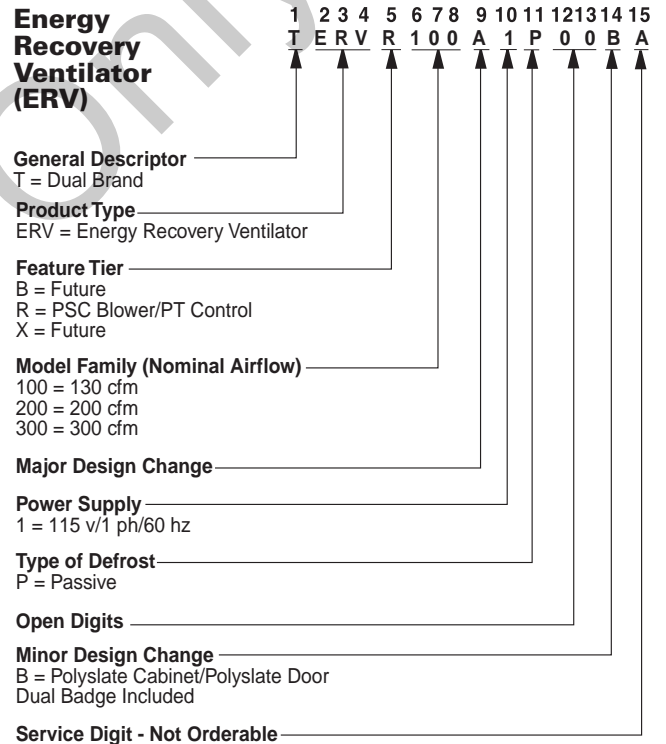 Energy
Recovery
Ventilator
(ERV)
1 2 3 4 5 6 7 8 9 10 11 12 13 14 15
T E R V R 1 0 0 A 1 P 0 0 B A
General Descriptor
T = Dual Brand
Product Type
ERV = Energy Recovery Ventilator
Feature Tier
B = Future
R = PSC Blower/PT Control
X = Future
Model Family (Nominal Airflow)
100 = 130 cfm
200 = 200 cfm
300 = 300 cfm
Major Design Change
Power Supply
1 = 115 v/1 ph/60 hz
Type of Defrost
P = Passive
Open Digits
Minor Design Change
B = Polyslate Cabinet/Polyslate Door
Dual Badge Included
Service Digit - Not Orderable